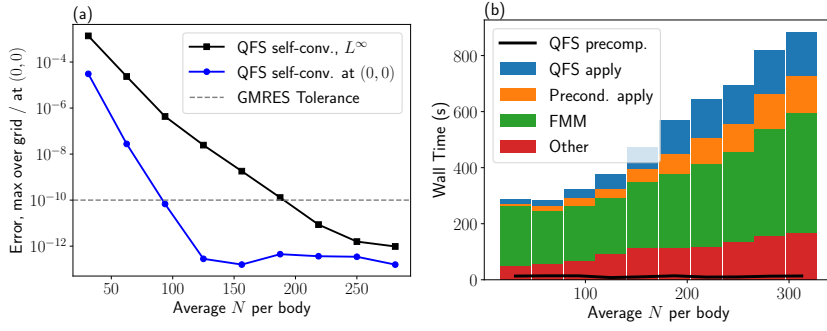 (a)
Error, max over grid / at (0, 0)
10^{-4}
10^{-6}
10^{-8}
10^{-10}
10^{-12}
QFS self-conv., L^∞
QFS self-conv. at (0, 0)
GMRES Tolerance
50 100 150 200 250
Average N per body
(b)
Wall Time (s)
800
600
400
200
0
QFS precomp.
QFS apply
Precond. apply
FMM
Other
100 200 300
Average N per body